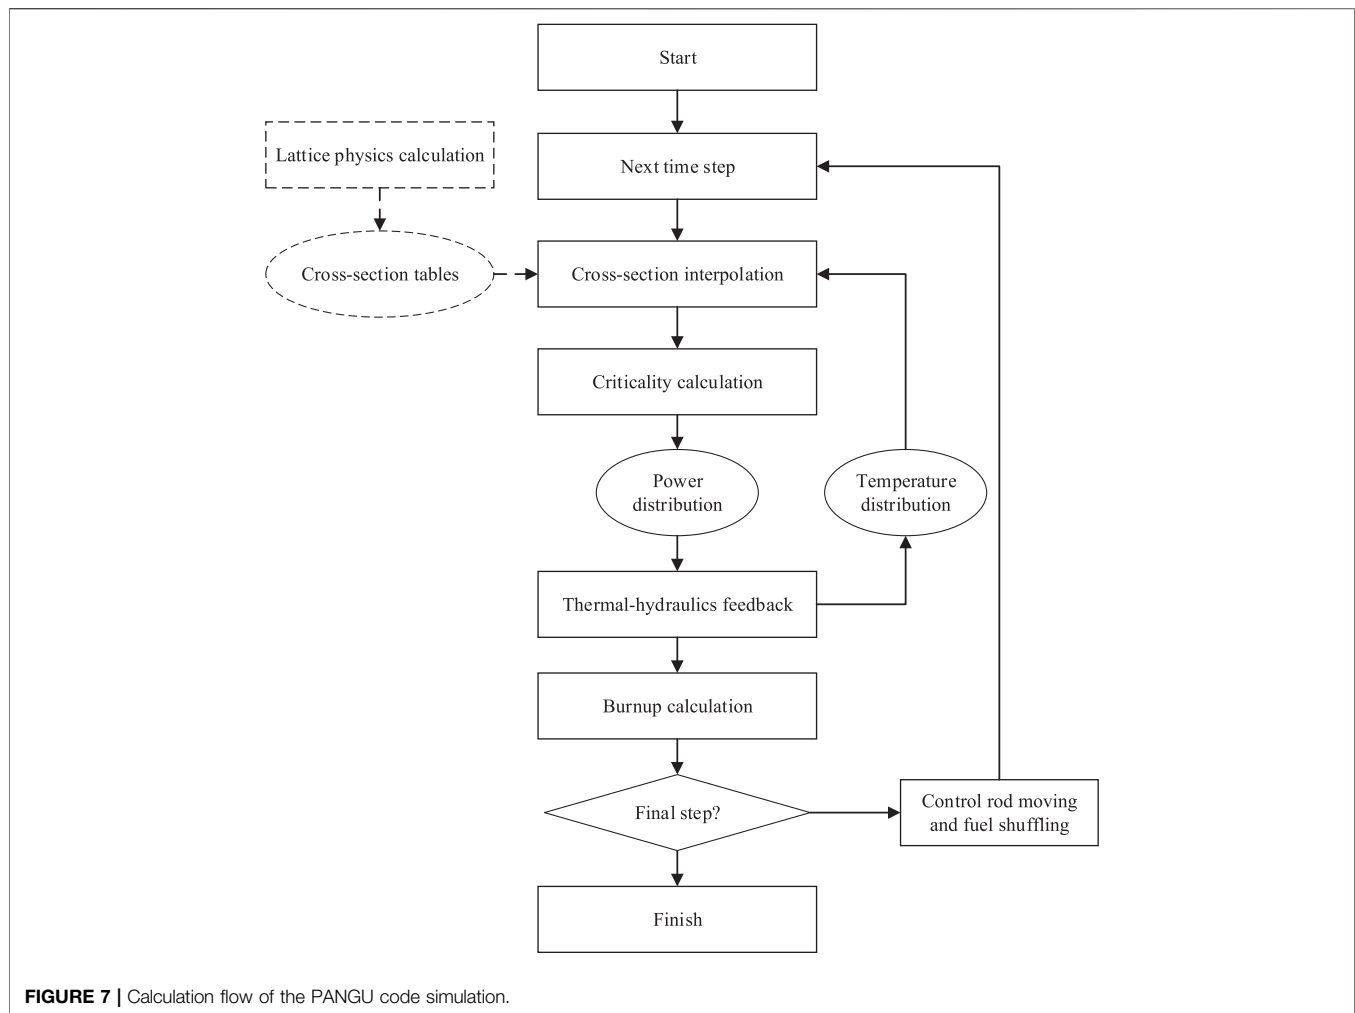 Start
Lattice physics calculation
Next time step
Cross-section tables
Cross-section interpolation
Criticality calculation
Power
distribution
Temperature
distribution
Thermal-hydraulics feedback
Burnup calculation
Final step?
Control rod moving
and fuel shuffling
Finish
FIGURE 7 | Calculation flow of the PANGU code simulation.